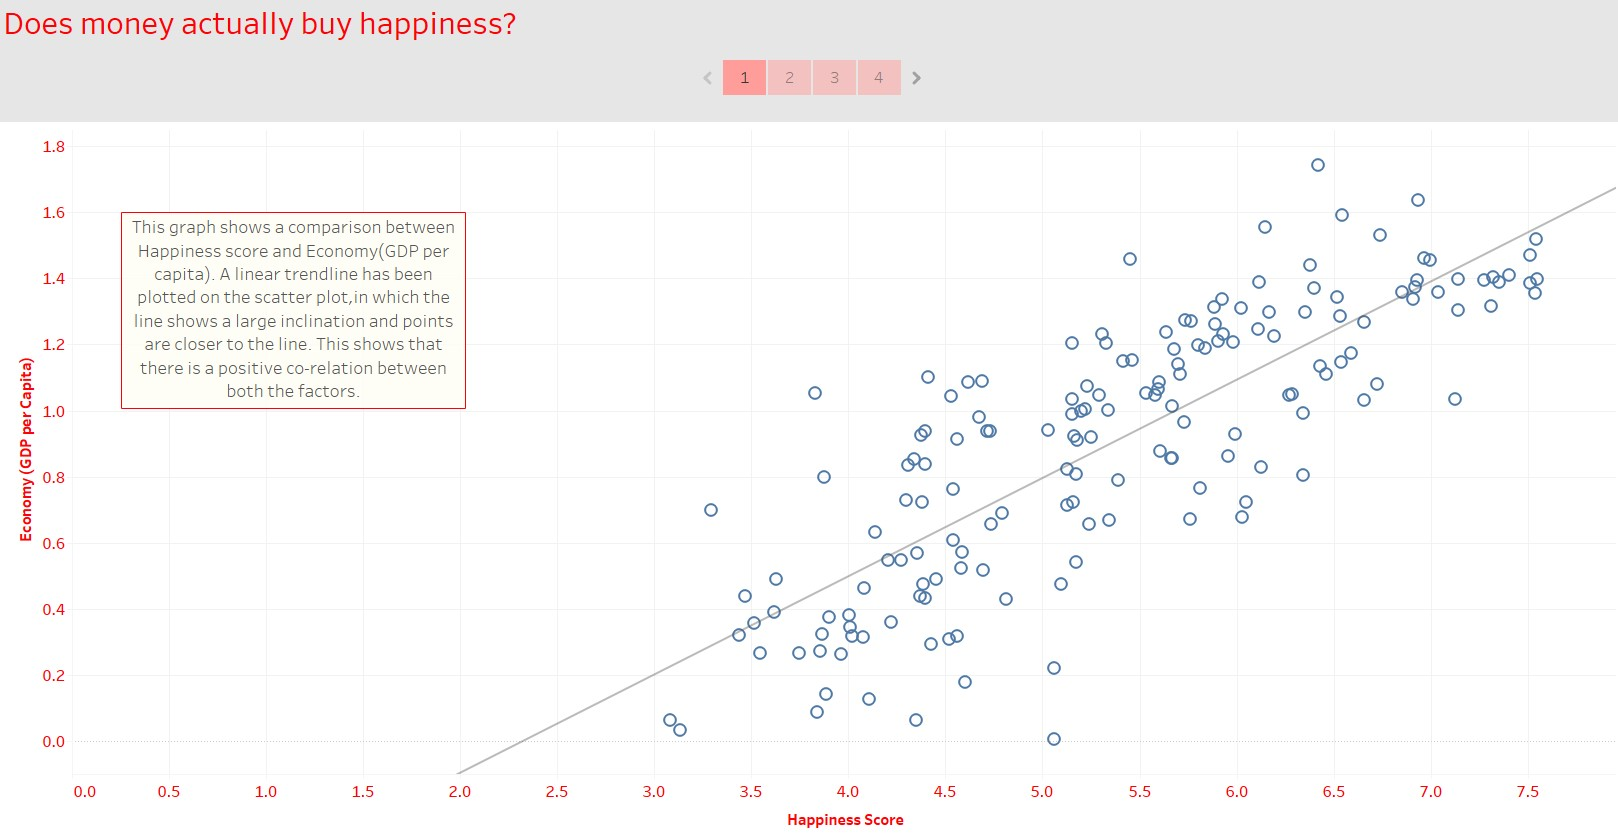 Does money actually buy happiness?
1 2 3 4
This graph shows a comparison between
Happiness score and Economy(GDP per
capita). A linear trendline has been
plotted on the scatter plot,in which the
line shows a large inclination and points
are closer to the line. This shows that
there is a positive co-relation between
both the factors.
Economy (GDP per Capita)
1.8
1.6
1.4
1.2
1.0
0.8
0.6
0.4
0.2
0.0
0.0 0.5 1.0 1.5 2.0 2.5 3.0 3.5 4.0 4.5 5.0 5.5 6.0 6.5 7.0 7.5
Happiness Score